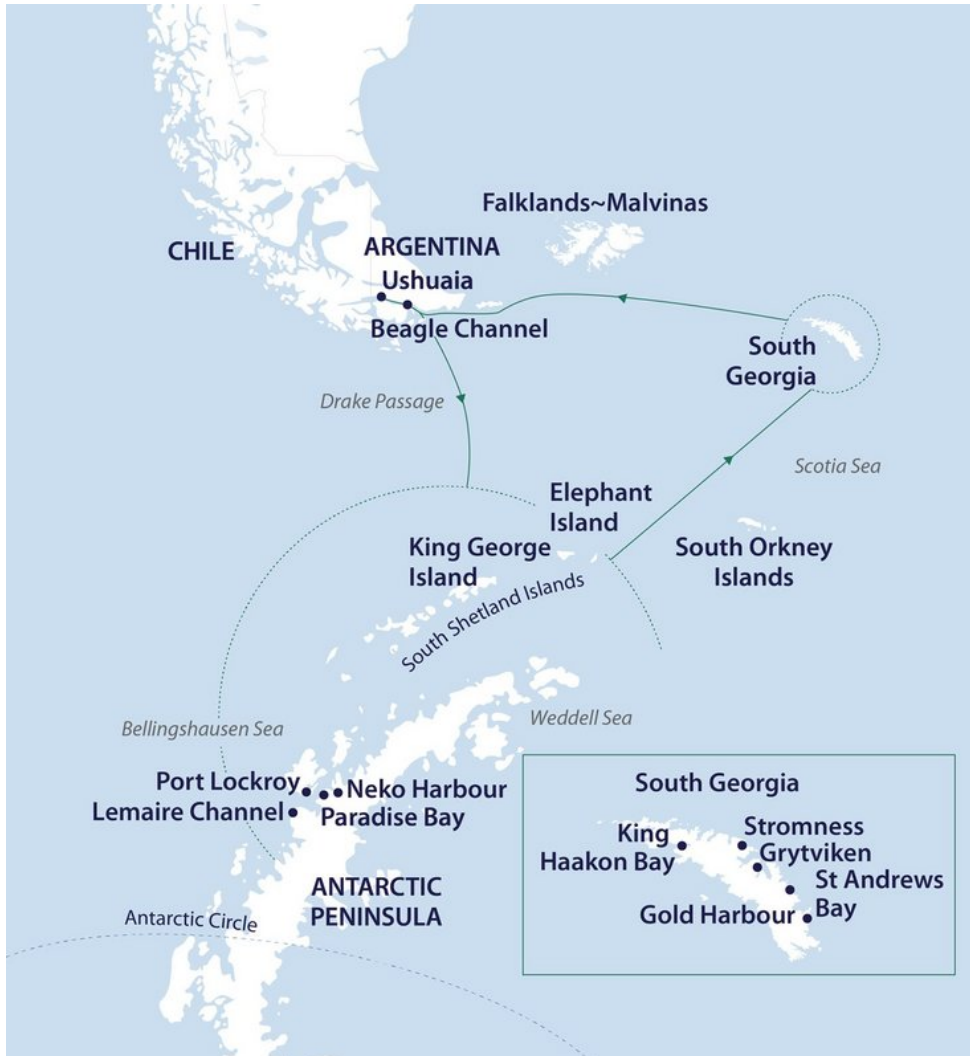 Falklands~Malvinas
CHILE
ARGENTINA
Ushuaia
Beagle Channel
South
Georgia
Drake Passage
Scotia Sea
Elephant
Island
King George
Island
South Orkney
Islands
South Shetland Islands
Bellingshausen Sea
Weddell Sea
Port Lockroy
Neko Harbour
Lemaire Channel
Paradise Bay
ANTARCTIC
PENINSULA
Antarctic Circle
South Georgia
King
Haakon Bay
Stromness
Grytviken
St Andrews
Bay
Gold Harbour